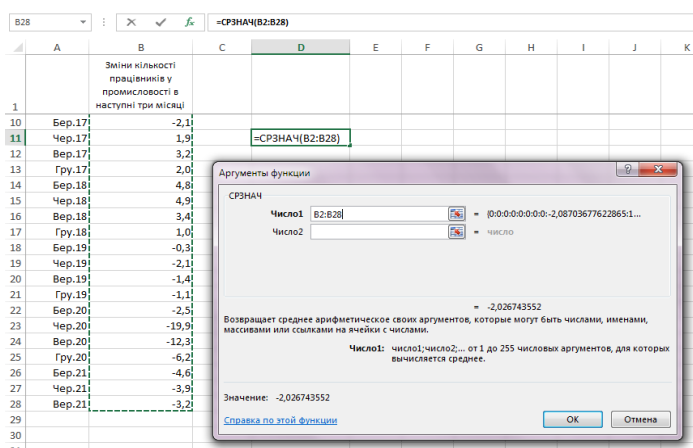 B28 fx =СРЗНАЧ(B2:B28)
A B C D E F G H I J K
1 Зміни кількості
працівників у
промисловості в
наступні три місяці
10 Бер.17 -2,1
11 Чер.17 1,9 =СРЗНАЧ(B2:B28)
12 Вер.17 3,2
13 Гру.17 2,0
14 Бер.18 4,8
15 Чер.18 4,9
16 Вер.18 3,4
17 Гру.18 1,0
18 Бер.19 -0,3
19 Чер.19 -2,1
20 Вер.19 -1,4
21 Гру.19 -1,1
22 Бер.20 -2,5
23 Чер.20 -19,9
24 Вер.20 -12,3
25 Гру.20 -6,2
26 Бер.21 -4,6
27 Чер.21 -3,9
28 Вер.21 -3,2
29
30
Аргументы функции
СРЗНАЧ
Число1 B2:B28 = {0:0:0:0:0:0:0:-2,08703677622865:1...
Число2 = число
= -2,026743552
Возвращает среднее арифметическое своих аргументов, которые могут быть числами, именами,
массивами или ссылками на ячейки с числами.
Число1: число1;число2;... от 1 до 255 числовых аргументов, для которых
вычисляется среднее.
Значение: -2,026743552
Справка по этой функции ОК Отмена